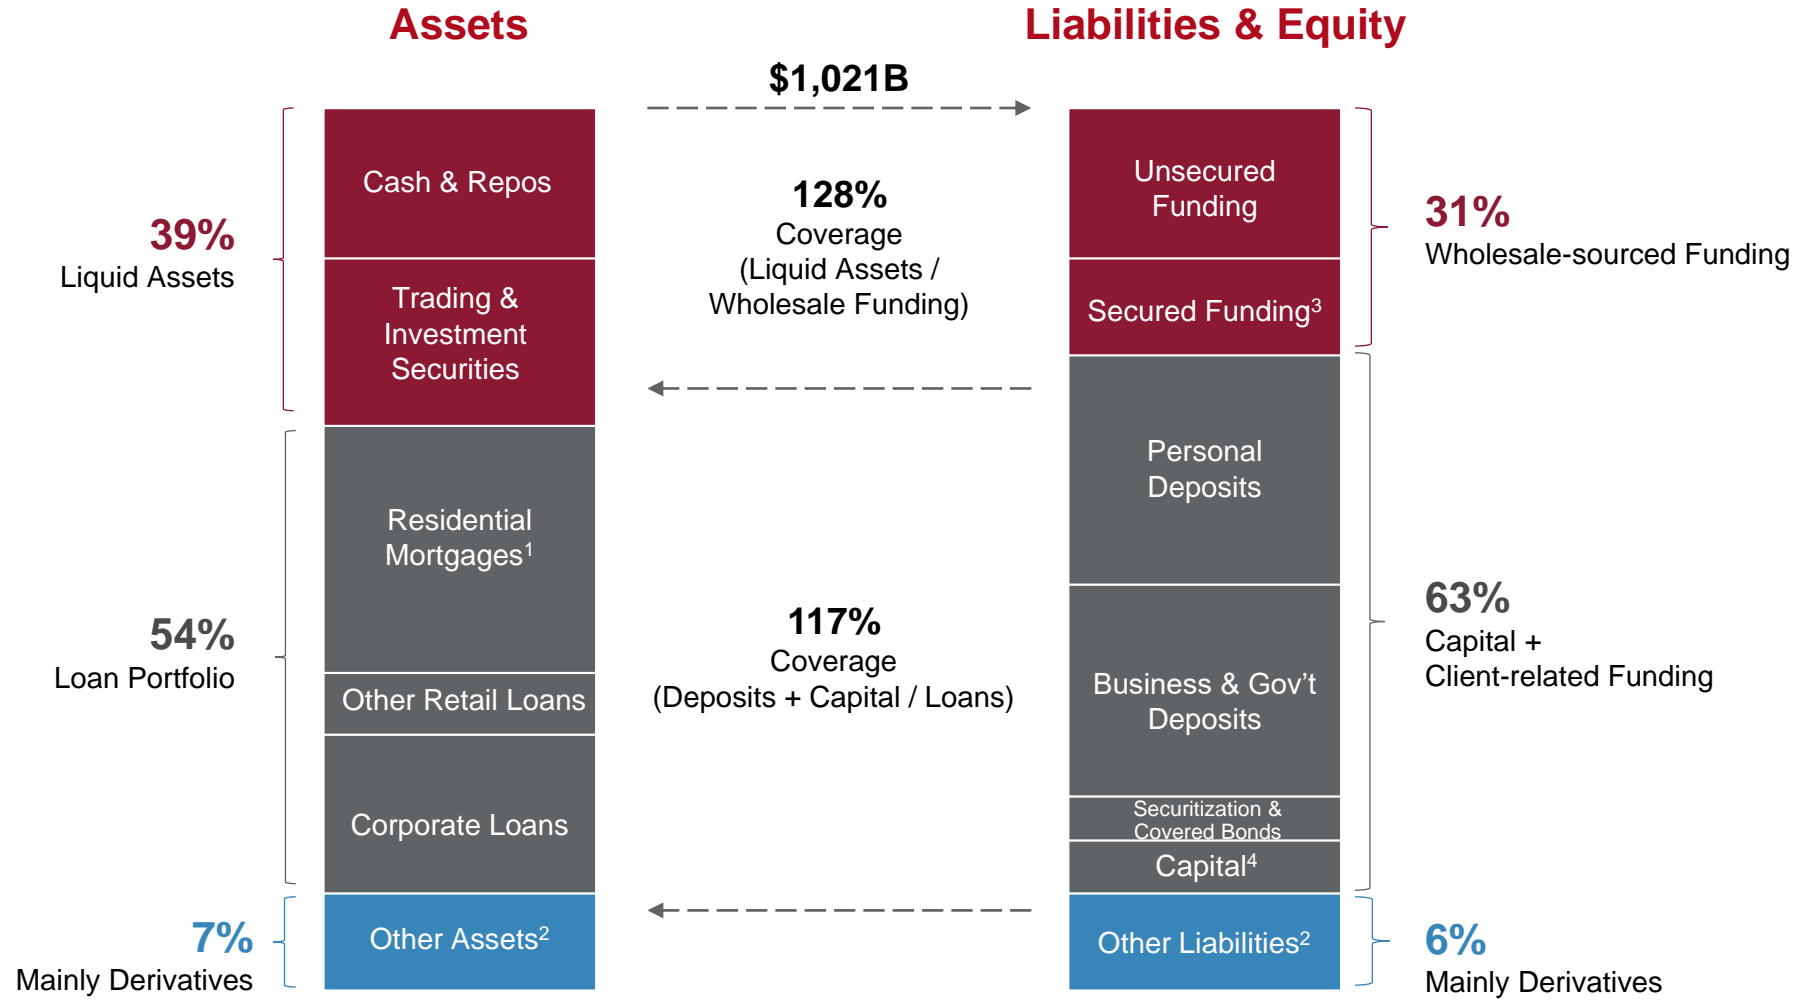 Assets
Liabilities & Equity
$1,021B
39%
Liquid Assets
Cash & Repos
Trading &
Investment
Securities
128%
Coverage
(Liquid Assets /
Wholesale Funding)
Unsecured
Funding
Secured Funding³
31%
Wholesale-sourced Funding
54%
Loan Portfolio
Residential
Mortgages¹
Other Retail Loans
Corporate Loans
117%
Coverage
(Deposits + Capital / Loans)
Personal
Deposits
Business & Gov’t
Deposits
Securitization &
Covered Bonds
Capital⁴
63%
Capital +
Client-related Funding
7%
Mainly Derivatives
Other Assets²
Other Liabilities²
6%
Mainly Derivatives